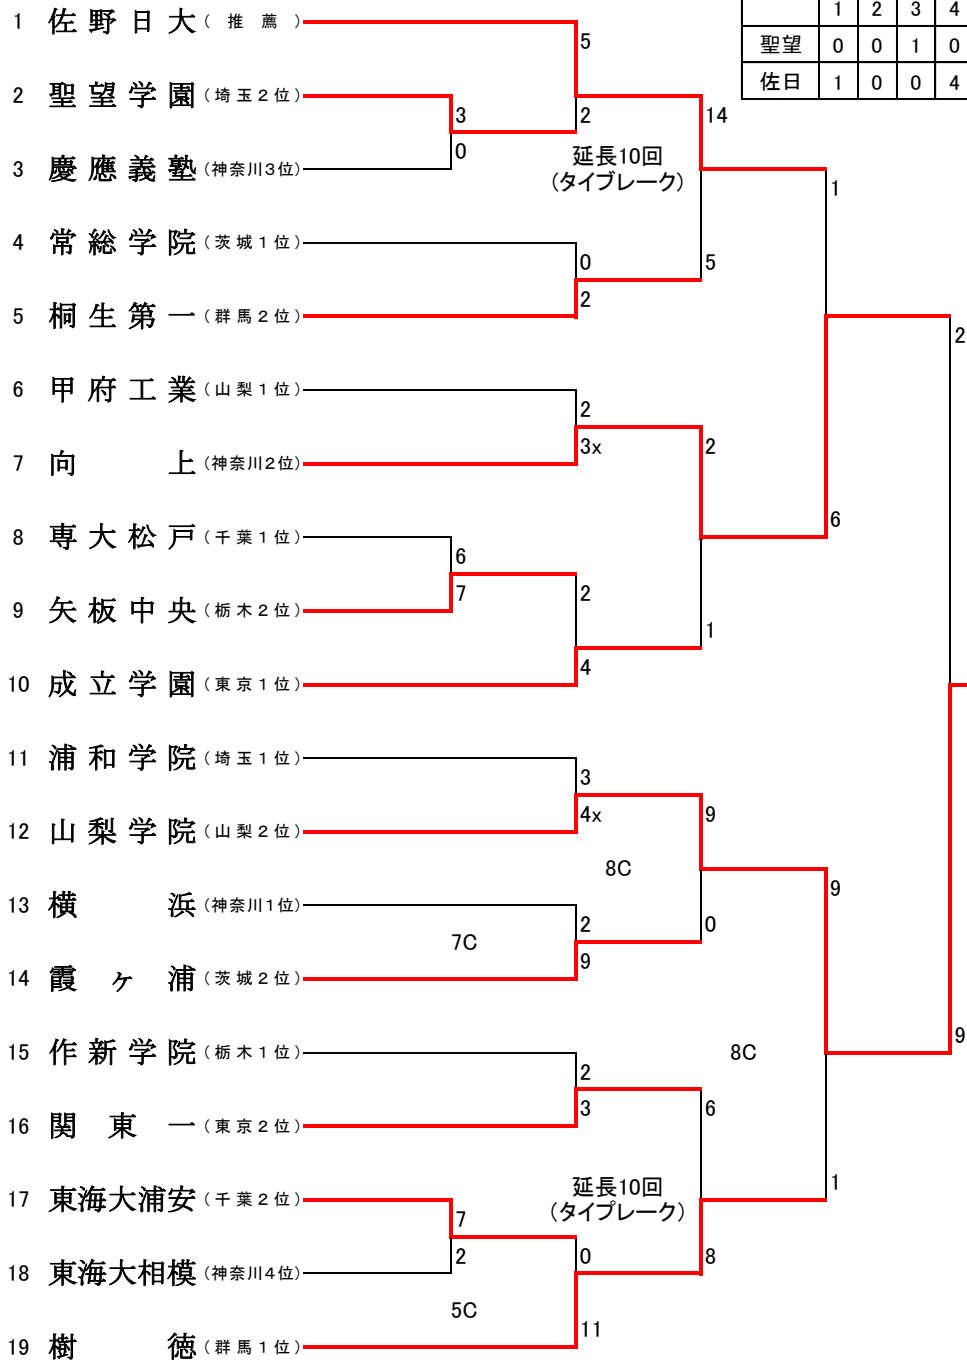 1 2 3 4
聖望 0 0 1 0
佐日 1 0 0 4
1 佐野日大 (推薦)
5
2 聖望学園 (埼玉2位)
3
2
14
0
延長10回
(タイブレーク)
3 慶應義塾 (神奈川3位)
1
4 常総学院 (茨城1位)
0
5
2
5 桐生第一 (群馬2位)
2
6 甲府工業 (山梨1位)
2
3x
2
7 向上 (神奈川2位)
8 専大松戸 (千葉1位)
6
6
7
2
9 矢板中央 (栃木2位)
1
4
10 成立学園 (東京1位)
11 浦和学院 (埼玉1位)
3
4x
9
12 山梨学院 (山梨2位)
8C
9
13 横浜 (神奈川1位)
2
0
7C
9
14 霞ヶ浦 (茨城2位)
9
15 作新学院 (栃木1位)
8C
2
3
6
16 関東一 (東京2位)
1
延長10回
(タイブレーク)
17 東海大浦安 (千葉2位)
7
2
0
8
18 東海大相模 (神奈川4位)
5C
11
19 樹徳 (群馬1位)